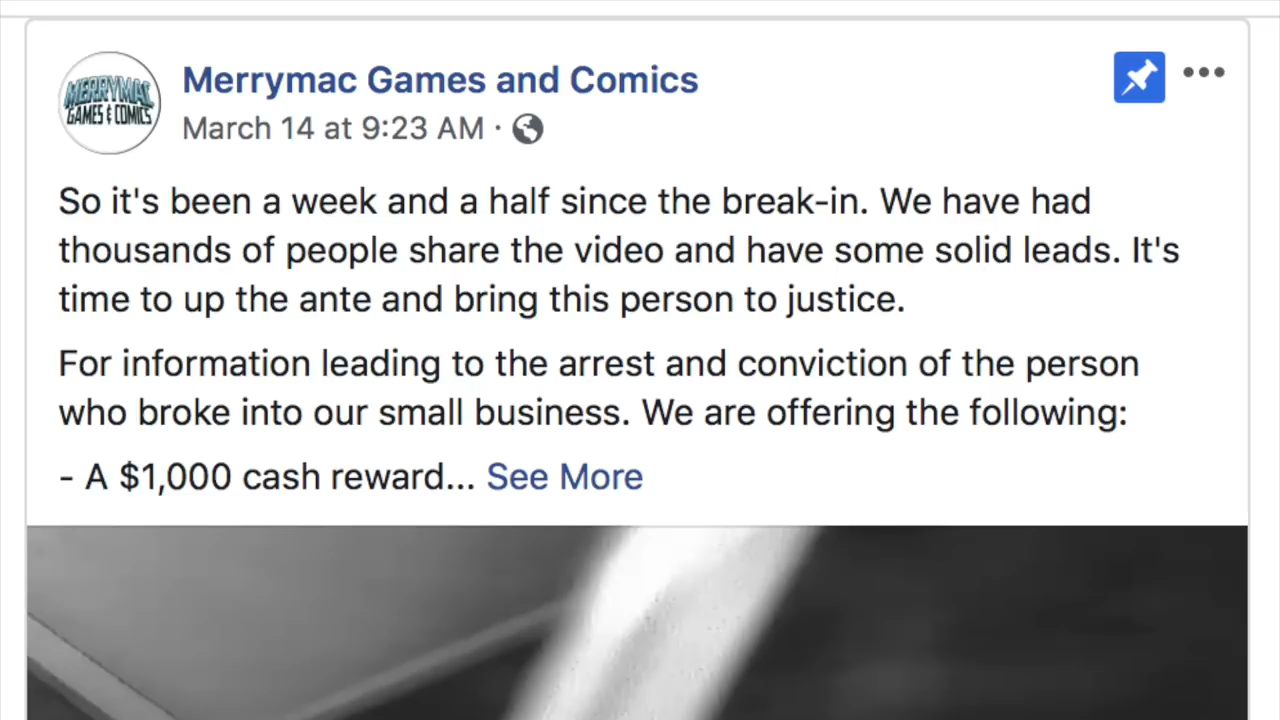 MERRYMAC
GAMES & COMICS
Merrymac Games and Comics
March 14 at 9:23 AM ·
So it's been a week and a half since the break-in. We have had
thousands of people share the video and have some solid leads. It's
time to up the ante and bring this person to justice.
For information leading to the arrest and conviction of the person
who broke into our small business. We are offering the following:
- A $1,000 cash reward... See More